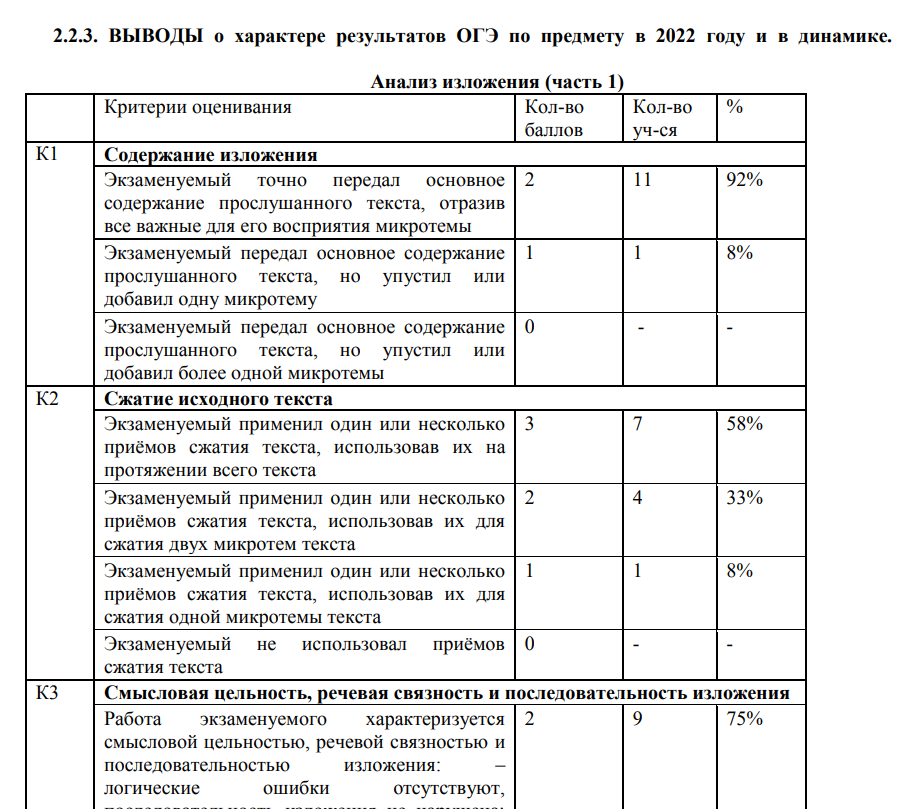 2.2.3. ВЫВОДЫ о характере результатов ОГЭ по предмету в 2022 году и в динамике.
Анализ изложения (часть 1)
Критерии оценивания Кол-во баллов Кол-во уч-ся %
К1 Содержание изложения
Экзаменуемый точно передал основное 2 11 92%
содержание прослушанного текста, отразив
все важные для его восприятия микротемы
Экзаменуемый передал основное содержание 1 1 8%
прослушанного текста, но упустил или
добавил одну микротему
Экзаменуемый передал основное содержание 0 - -
прослушанного текста, но упустил или
добавил более одной микротемы
К2 Сжатие исходного текста
Экзаменуемый применил один или несколько 3 7 58%
приёмов сжатия текста, использовав их на
протяжении всего текста
Экзаменуемый применил один или несколько 2 4 33%
приёмов сжатия текста, использовав их для
сжатия двух микротем текста
Экзаменуемый применил один или несколько 1 1 8%
приёмов сжатия текста, использовав их для
сжатия одной микротемы текста
Экзаменуемый не использовал приёмов 0 - -
сжатия текста
К3 Смысловая цельность, речевая связность и последовательность изложения
Работа экзаменуемого характеризуется 2 9 75%
смысловой цельностью, речевой связностью и
последовательностью изложения: –
логические ошибки отсутствуют,